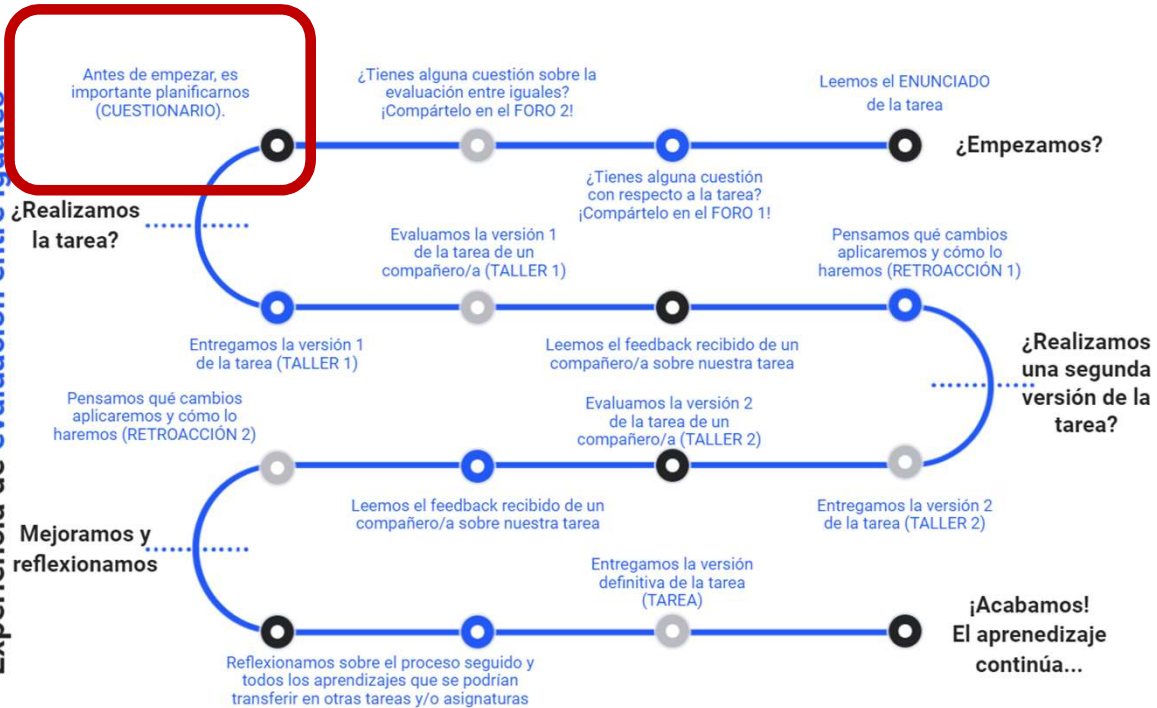 Experiencia de evaluación entre iguales
Antes de empezar, es
importante planificarnos
(CUESTIONARIO).
¿Tienes alguna cuestión sobre la
evaluación entre iguales?
¡Compártelo en el FORO 2!
Leemos el ENUNCIADO
de la tarea
¿Empezamos?
¿Tienes alguna cuestión
con respecto a la tarea?
¡Compártelo en el FORO 1!
¿Realizamos
la tarea?
Evaluamos la versión 1
de la tarea de un
compañero/a (TALLER 1)
Pensamos qué cambios
aplicaremos y cómo lo
haremos (RETROACCIÓN 1)
Entregamos la versión 1
de la tarea (TALLER 1)
Leemos el feedback recibido de un
compañero/a sobre nuestra tarea
¿Realizamos
una segunda
versión de la
tarea?
Pensamos qué cambios
aplicaremos y cómo lo
haremos (RETROACCIÓN 2)
Evaluamos la versión 2
de la tarea de un
compañero/a (TALLER 2)
Leemos el feedback recibido de un
compañero/a sobre nuestra tarea
Entregamos la versión 2
de la tarea (TALLER 2)
Mejoramos y
reflexionamos
Entregamos la versión
definitiva de la tarea
(TAREA)
¡Acabamos!
El aprenedizaje
continúa...
Reflexionamos sobre el proceso seguido y
todos los aprendizajes que se podrían
transferir en otras tareas y/o asignaturas